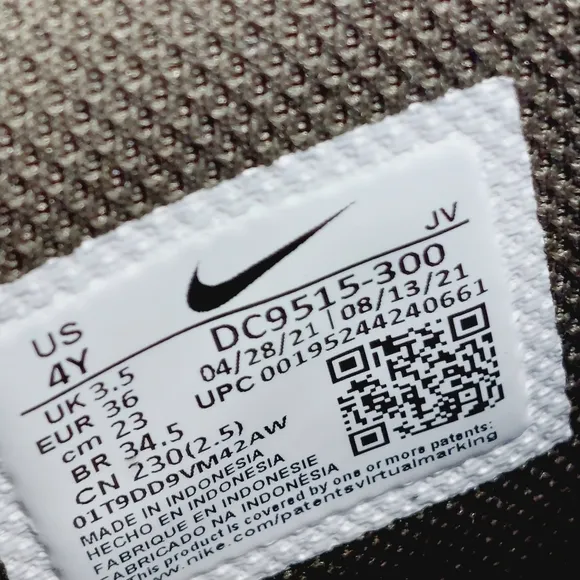 JV
US
4Y
DC9515-300
UK 3.5
04/28/21 | 08/13/21
EUR 36
UPC 00195244240661
cm 23
BR 34.5
CN 230(2.5)
01T9DD9VM42AW
MADE IN INDONESIA
HECHO EN INDONESIA
FABRIQUE EN INDONESIE
FABRICADO NA INDONÉSIA
This product is covered by one or more patents:
www.nike.com/patentsvirtualmarking